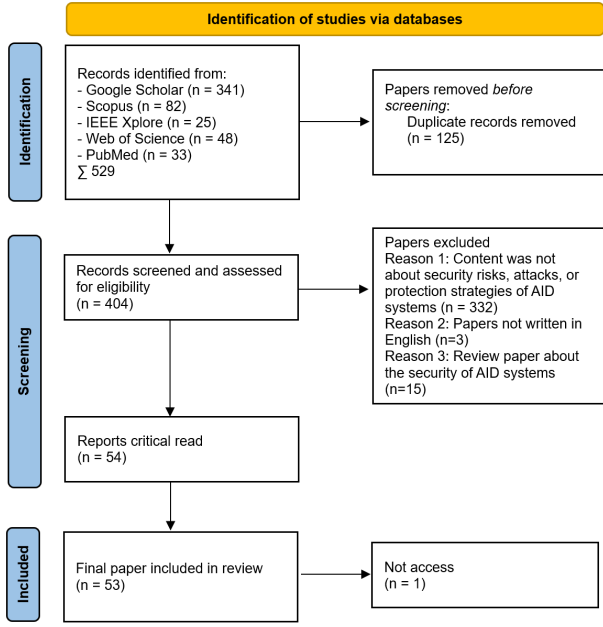 Identification of studies via databases
Identification
Records identified from:
- Google Scholar (n = 341)
- Scopus (n = 82)
- IEEE Xplore (n = 25)
- Web of Science (n = 48)
- PubMed (n = 33)
∑ 529
Papers removed before
screening:
Duplicate records removed
(n = 125)
Screening
Records screened and assessed
for eligibility
(n = 404)
Papers excluded
Reason 1: Content was not
about security risks, attacks, or
protection strategies of AID
systems (n = 332)
Reason 2: Papers not written in
English (n=3)
Reason 3: Review paper about
the security of AID systems
(n=15)
Reports critical read
(n = 54)
Included
Final paper included in review
(n = 53)
Not access
(n = 1)